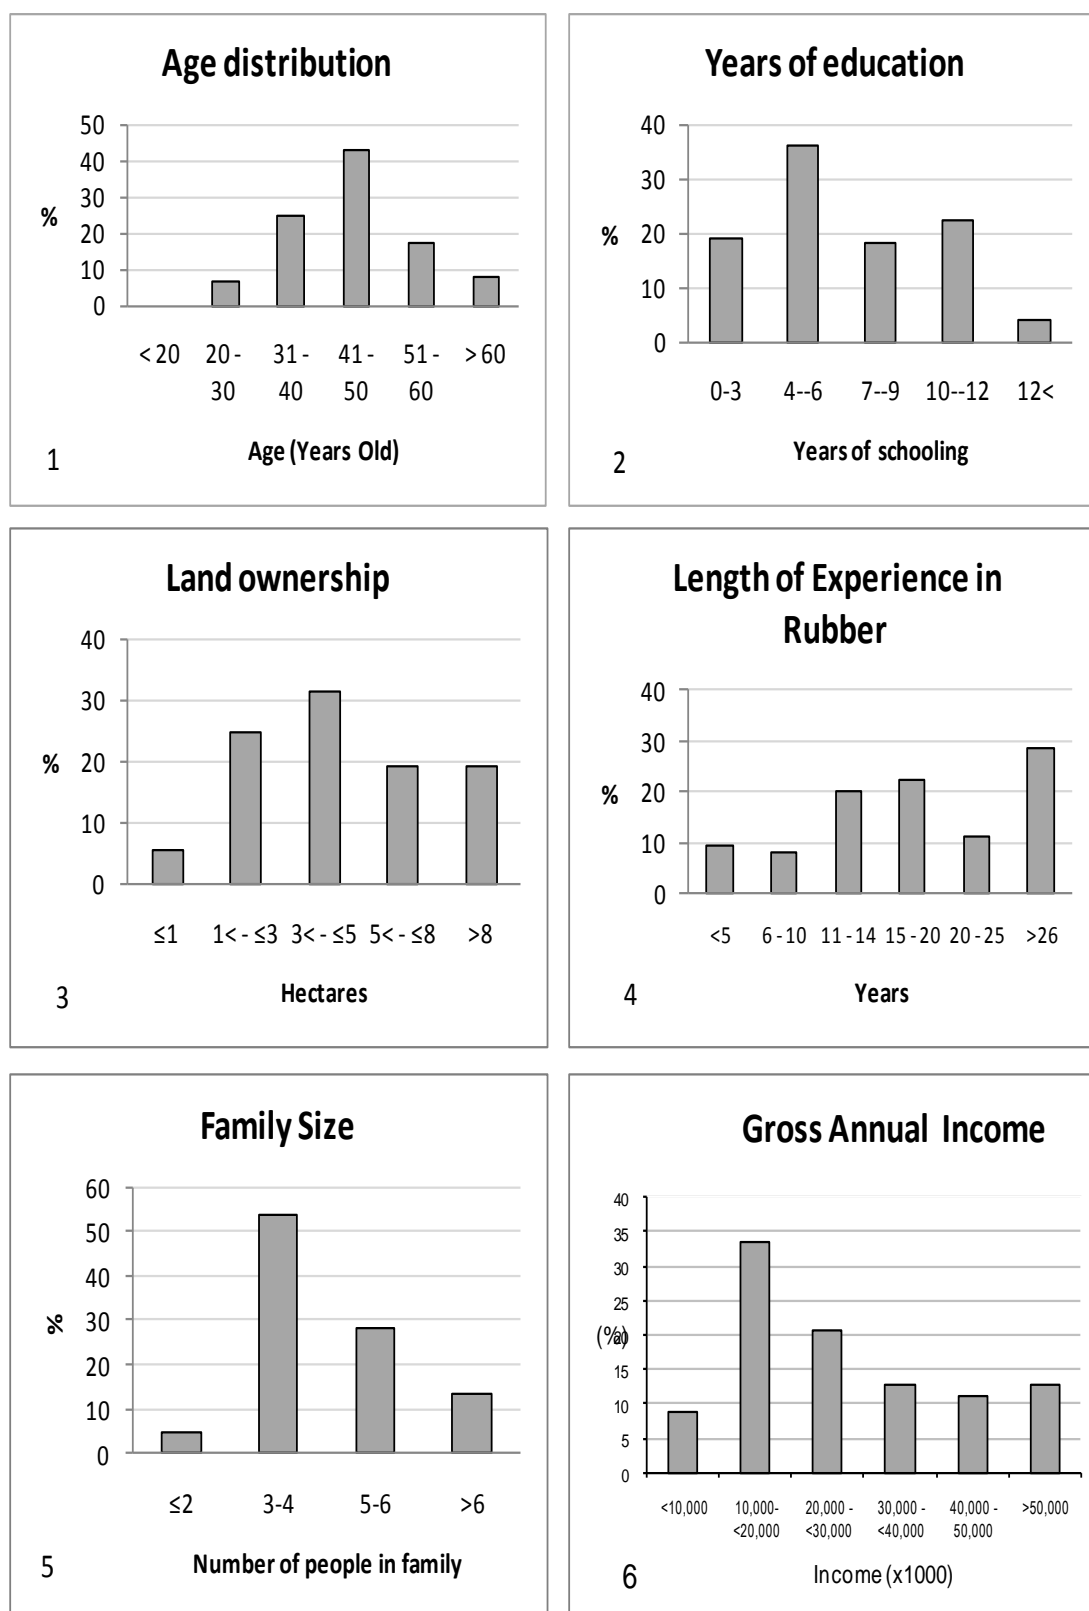 Age distribution
50
40
30
20
10
0
%
< 20 20 - 31 - 41 - 51 - > 60
30 40 50 60
Age (Years Old)
1
Years of education
40
30
20
10
0
%
0-3 4--6 7--9 10--12 12<
Years of schooling
2
Land ownership
40
30
20
10
0
%
≤1 1< - ≤3 3< - ≤5 5< - ≤8 >8
Hectares
3
Length of Experience in
Rubber
40
30
20
10
0
%
<5 6 - 10 11 - 14 15 - 20 20 - 25 >26
Years
4
Family Size
60
50
40
30
20
10
0
%
≤2 3-4 5-6 >6
Number of people in family
5
Gross Annual Income
40
35
30
25
20
15
10
5
0
(%)
<10,000 10,000- 20,000 - 30,000 - 40,000 - >50,000
<20,000 <30,000 <40,000 50,000
Income (x1000)
6